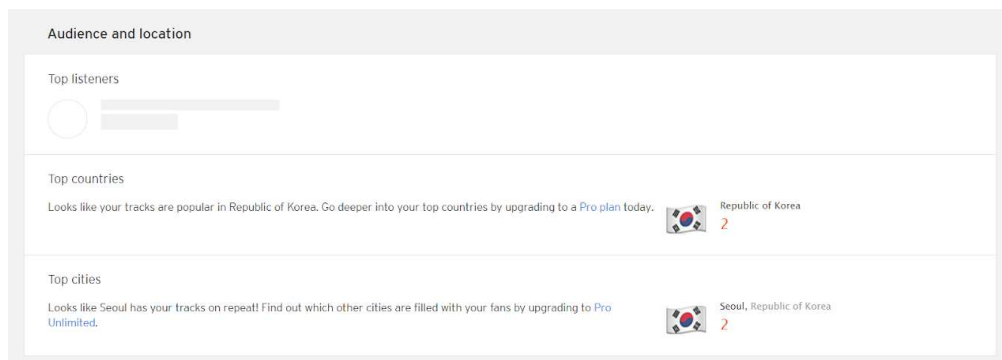 Audience and location
Top listeners
Top countries
Looks like your tracks are popular in Republic of Korea. Go deeper into your top countries by upgrading to a Pro plan today.
Republic of Korea
2
Top cities
Looks like Seoul has your tracks on repeat! Find out which other cities are filled with your fans by upgrading to Pro
Unlimited.
Seoul, Republic of Korea
2